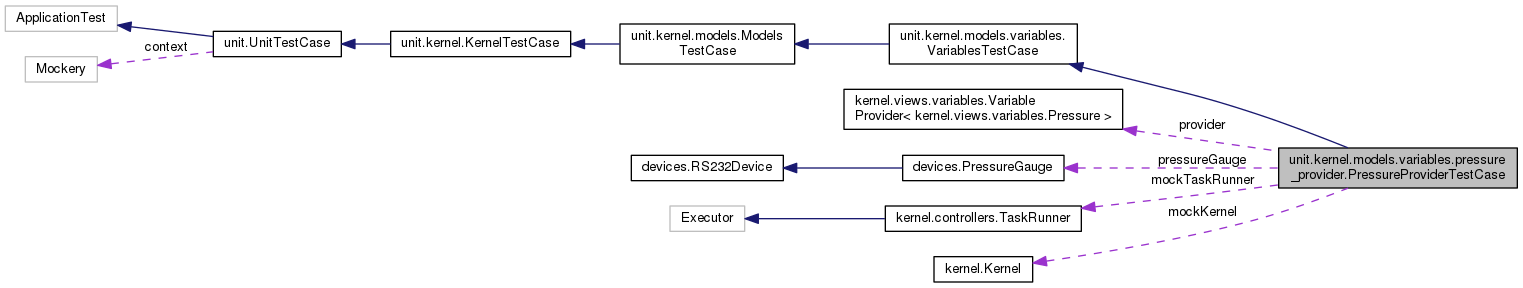 ApplicationTest
context
Mockery
unit.UnitTestCase
unit.kernel.KernelTestCase
unit.kernel.models.Models
TestCase
unit.kernel.models.variables.
VariablesTestCase
kernel.views.variables.Variable
Provider< kernel.views.variables.Pressure >
provider
devices.RS232Device
devices.PressureGauge
pressureGauge
unit.kernel.models.variables.pressure
_provider.PressureProviderTestCase
mockTaskRunner
Executor
kernel.controllers.TaskRunner
mockKernel
kernel.Kernel